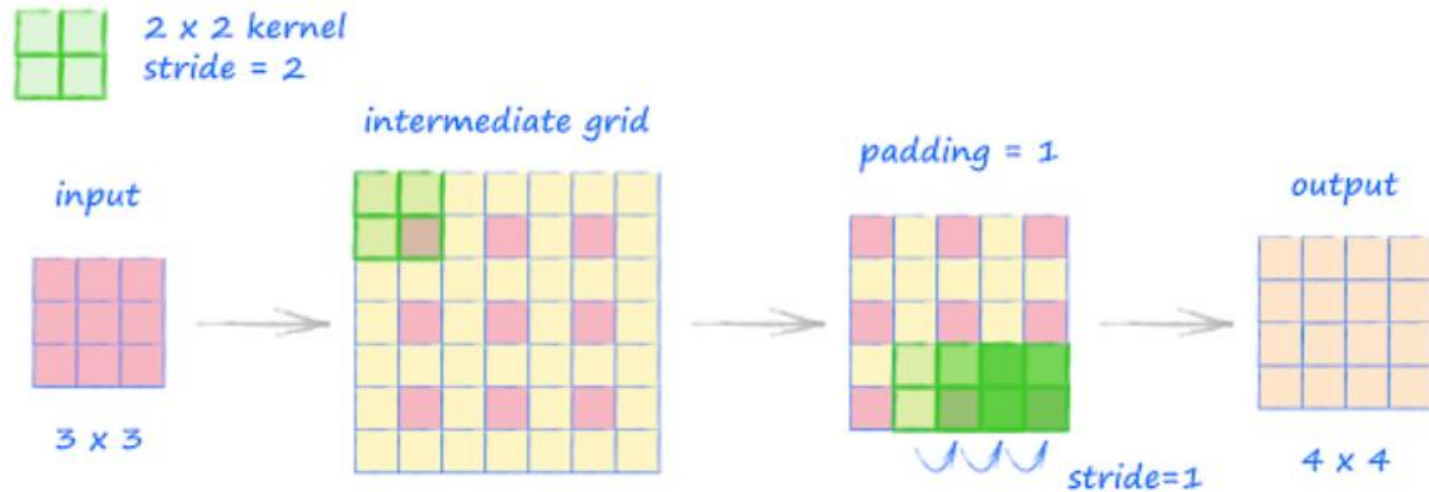 2 x 2 kernel
stride = 2
intermediate grid
padding = 1
input
output
3 x 3
stride=1
4 x 4